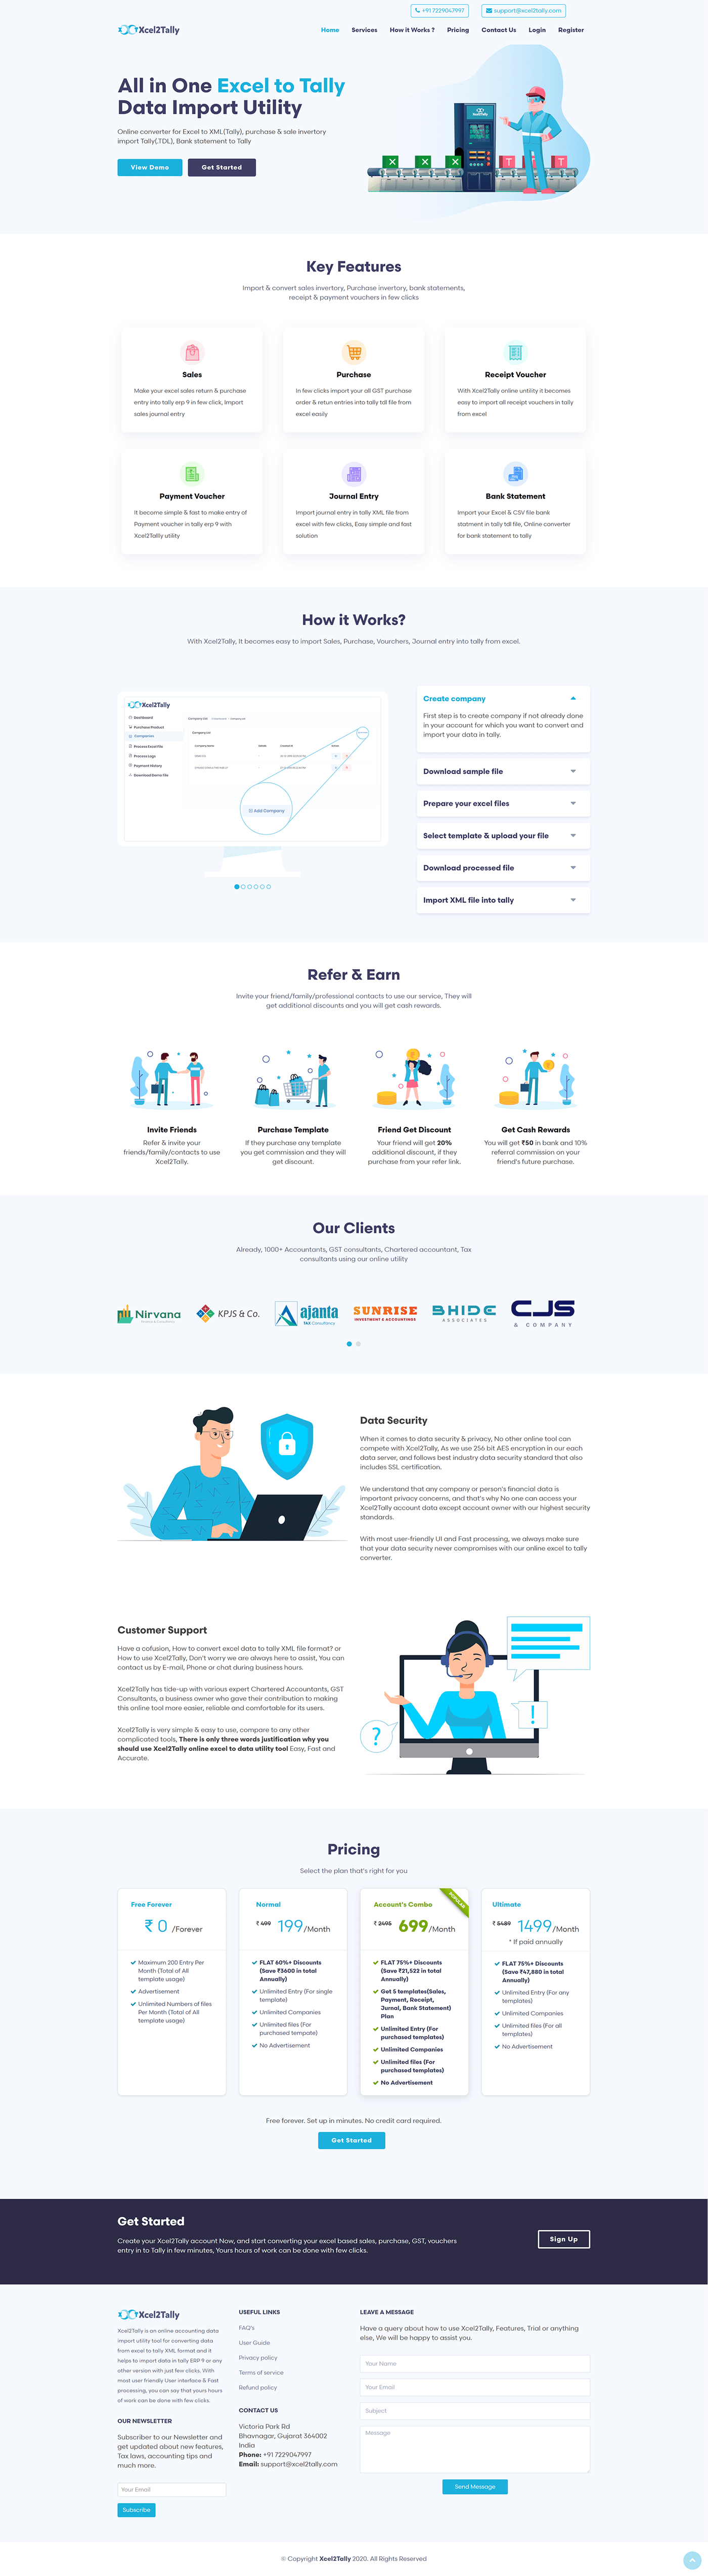 +91 7229047997 support@xcel2tally.com
Xcel2Tally Home Services How it Works ? Pricing Contact Us Login Register
All in One Excel to Tally
Data Import Utility
Online converter for Excel to XML(Tally), purchase & sale invertory
import Tally(.TDL), Bank statement to Tally
View Demo Get Started
Key Features
Import & convert sales invertory, Purchase invertory, bank statements,
receipt & payment vouchers in few clicks
Sales
Make your excel sales return & purchase
entry into tally erp 9 in few click, Import
sales journal entry
Purchase
In few clicks import your all GST purchase
order & retun entries into tally tdl file from
excel easily
Receipt Voucher
With Xcel2Tally online untility it becomes
easy to import all receipt vouchers in tally
from excel
Payment Voucher
It become simple & fast to make entry of
Payment voucher in tally erp 9 with
Xcel2Tally utility
Journal Entry
Import journal entry in tally XML file from
excel with few clicks, Easy simple and fast
solution
Bank Statement
Import your Excel & CSV file bank
statment in tally tdl file, Online converter
for bank statement to tally
How it Works?
With Xcel2Tally, It becomes easy to import Sales, Purchase, Vourchers, Journal entry into tally from excel.
Xcel2Tally
Dashboard
Purchase Product
Companies
Process Excel File
Process Logs
Payment History
Download Demo File
Company List
Company List
Company Name
Add Company
Create company
First step is to create company if not already done
in your account for which you want to convert and
import your data in tally.
Download sample file
Prepare your excel files
Select template & upload your file
Download processed file
Import XML file into tally
Refer & Earn
Invite your friend/family/professional contacts to use our service, They will
get additional discounts and you will get cash rewards.
Invite Friends
Refer & invite your
friends/family/contacts to use
Xcel2Tally.
Purchase Template
If they purchase any template
you get commission and they will
get discount.
Friend Get Discount
Your friend will get 20%
additional discount, if they
purchase from your refer link.
Get Cash Rewards
You will get ₹50 in bank and 10%
referral commission on your
friend's future purchase.
Our Clients
Already, 1000+ Accountants, GST consultants, Chartered accountant, Tax
consultants using our online utility
Nirvana
KPJS & Co.
ajanta
TAX Consultancy
SUNRISE
INVESTMENT & ACCOUNTINGS
BHIDE
ASSOCIATES
CJS
& COMPANY
Data Security
When it comes to data security & privacy, No other online tool can
compete with Xcel2Tally, As we use 256 bit AES encryption in our each
data server, and follows best industry data security standard that also
includes SSL certification.
We understand that any company or person's financial data is
important privacy concerns, and that's why No one can access your
Xcel2Tally account data except account owner with our highest security
standards.
With most user-friendly UI and Fast processing, we always make sure
that your data security never compromises with our online excel to tally
converter.
Customer Support
Have a cofusion, How to convert excel data to tally XML file format? or
How to use Xcel2Tally, Don't worry we are always here to assist, You can
contact us by E-mail, Phone or chat during business hours.
Xcel2Tally has tide-up with various expert Chartered Accountants, GST
Consultants, a business owner who gave their contribution to making
this online tool more easier, reliable and comfortable for its users.
Xcel2Tally is very simple & easy to use, compare to any other
complicated tools, There is only three words justification why you
should use Xcel2Tally online excel to data utility tool Easy, Fast and
Accurate.
?
!
Pricing
Select the plan that's right for you
Free Forever
₹ 0 /Forever
Maximum 200 Entry Per
Month (Total of All
template usage)
Advertisement
Unlimited Numbers of files
Per Month (Total of All
template usage)
Normal
₹ 499 199/Month
FLAT 60%+ Discounts
(Save ₹3600 in total
Annually)
Unlimited Entry (For single
template)
Unlimited Companies
Unlimited files (For
purchased tempate)
No Advertisement
POPULAR
Account's Combo
₹ 2495 699/Month
FLAT 75%+ Discounts
(Save ₹21,522 in total
Annually)
Get 5 templates(Sales,
Payment, Receipt,
Jurnal, Bank Statement)
Plan
Unlimited Entry (For
purchased templates)
Unlimited Companies
Unlimited files (For
purchased templates)
No Advertisement
Ultimate
₹ 5489 1499/Month
* If paid annually
FLAT 75%+ Discounts
(Save ₹47,880 in total
Annually)
Unlimited Entry (For any
templates)
Unlimited Companies
Unlimited files (For all
templates)
No Advertisement
Free forever. Set up in minutes. No credit card required.
Get Started
Get Started
Create your Xcel2Tally account Now, and start converting your excel based sales, purchase, GST, vouchers
entry in to Tally in few minutes, Yours hours of work can be done with few clicks.
Sign Up
Xcel2Tally
Xcel2Tally is an online accounting data
import utility tool for converting data
from excel to tally XML format and it
helps to import data in tally ERP 9 or any
other version with just few clicks. With
most user friendly User interface & Fast
processing, you can say that yours hours
of work can be done with few clicks.
OUR NEWSLETTER
Subscriber to our Newsletter and
get updated about new features,
Tax laws, accounting tips and
much more.
Your Email
Subscribe
USEFUL LINKS
FAQ's
User Guide
Privacy policy
Terms of service
Refund policy
CONTACT US
Victoria Park Rd
Bhavnagar, Gujarat 364002
India
Phone: +91 7229047997
Email: support@xcel2tally.com
LEAVE A MESSAGE
Have a query about how to use Xcel2Tally, Features, Trial or anything
else, We will be happy to assist you.
Your Name
Your Email
Subject
Message
Send Message
© Copyright Xcel2Tally 2020. All Rights Reserved